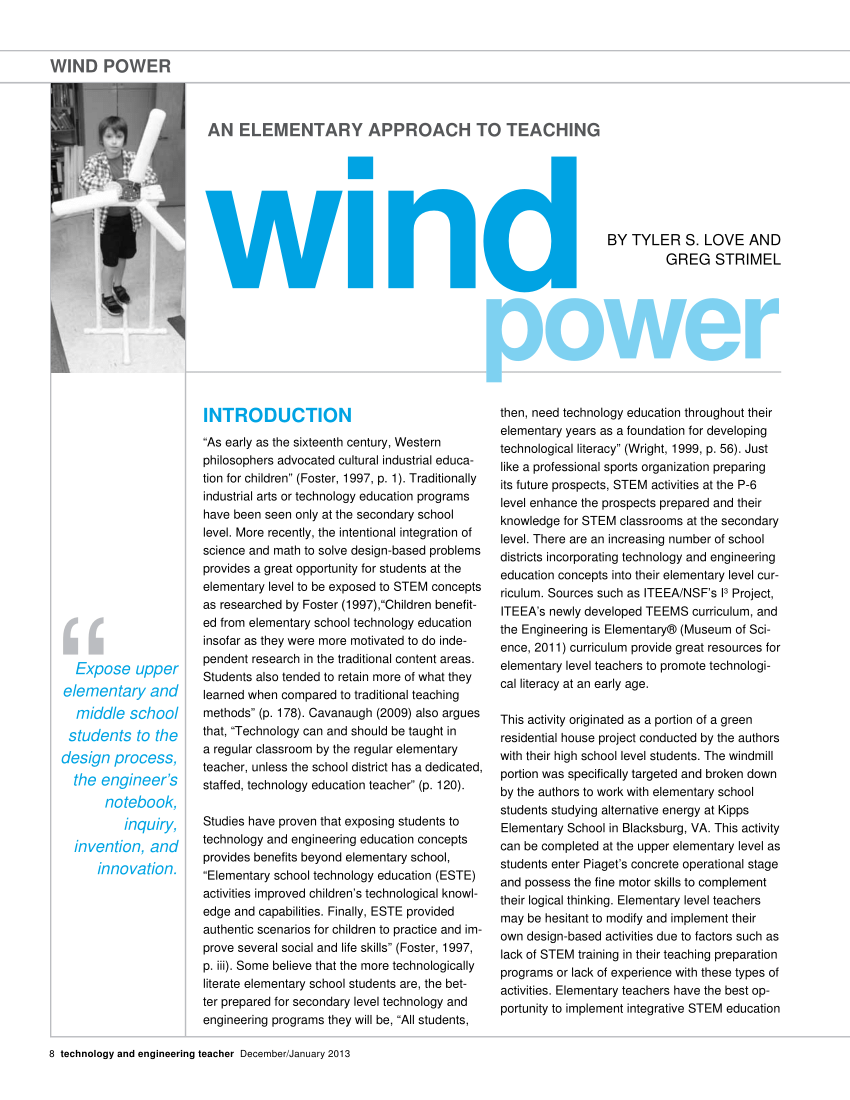 WIND POWER
AN ELEMENTARY APPROACH TO TEACHING
wind
power
BY TYLER S. LOVE AND
GREG STRIMEL
“
Expose upper
elementary and
middle school
students to the
design process,
the engineer’s
notebook,
inquiry,
invention, and
innovation.
INTRODUCTION
“As early as the sixteenth century, Western
philosophers advocated cultural industrial educa-
tion for children” (Foster, 1997, p. 1). Traditionally
industrial arts or technology education programs
have been seen only at the secondary school
level. More recently, the intentional integration of
science and math to solve design-based problems
provides a great opportunity for students at the
elementary level to be exposed to STEM concepts
as researched by Foster (1997),“Children benefit-
ed from elementary school technology education
insofar as they were more motivated to do inde-
pendent research in the traditional content areas.
Students also tended to retain more of what they
learned when compared to traditional teaching
methods” (p. 178). Cavanaugh (2009) also argues
that, “Technology can and should be taught in
a regular classroom by the regular elementary
teacher, unless the school district has a dedicated,
staffed, technology education teacher” (p. 120).
Studies have proven that exposing students to
technology and engineering education concepts
provides benefits beyond elementary school,
“Elementary school technology education (ESTE)
activities improved children’s technological knowl-
edge and capabilities. Finally, ESTE provided
authentic scenarios for children to practice and im-
prove several social and life skills” (Foster, 1997,
p. iii). Some believe that the more technologically
literate elementary school students are, the bet-
ter prepared for secondary level technology and
engineering programs they will be, “All students,
then, need technology education throughout their
elementary years as a foundation for developing
technological literacy” (Wright, 1999, p. 56). Just
like a professional sports organization preparing
its future prospects, STEM activities at the P-6
level enhance the prospects prepared and their
knowledge for STEM classrooms at the secondary
level. There are an increasing number of school
districts incorporating technology and engineering
education concepts into their elementary level cur-
riculum. Sources such as ITEEA/NSF’s I³ Project,
ITEEA’s newly developed TEEMS curriculum, and
the Engineering is Elementary® (Museum of Sci-
ence, 2011) curriculum provide great resources for
elementary level teachers to promote technologi-
cal literacy at an early age.
This activity originated as a portion of a green
residential house project conducted by the authors
with their high school level students. The windmill
portion was specifically targeted and broken down
by the authors to work with elementary school
students studying alternative energy at Kipps
Elementary School in Blacksburg, VA. This activity
can be completed at the upper elementary level as
students enter Piaget’s concrete operational stage
and possess the fine motor skills to complement
their logical thinking. Elementary level teachers
may be hesitant to modify and implement their
own design-based activities due to factors such as
lack of STEM training in their teaching preparation
programs or lack of experience with these types of
activities. Elementary teachers have the best op-
portunity to implement integrative STEM education
8 technology and engineering teacher December/January 2013